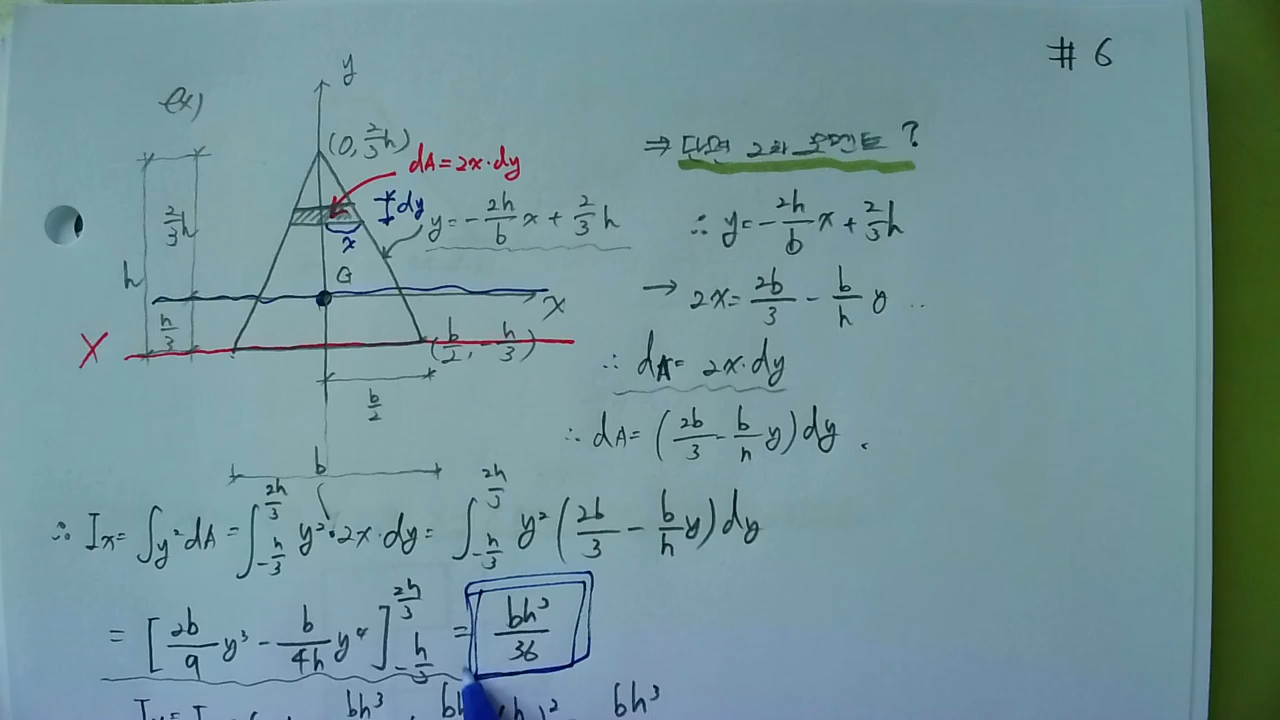 # 6
ex)
y
(0, 2/3 h)
dA = 2x·dy
dy
y = -2h/b x + 2/3 h
x
G
x
2/3 h
h
h/3
X
(b/2, -h/3)
b/2
b
⇒ 단면 2차 모멘트 ?
∴ y = -2h/b x + 2/3 h
→ 2x = 2b/3 - b/h y ..
∴ dA = 2x·dy
∴ dA = (2b/3 - b/h y) dy .
∴ Ix = ∫y² dA = ∫_{-h/3}^{2h/3} y²·2x·dy = ∫_{-h/3}^{2h/3} y² (2b/3 - b/h y) dy
= [2b/9 y³ - b/4h y⁴]_{-h/3}^{2h/3} = bh³/36
bh³ bh³